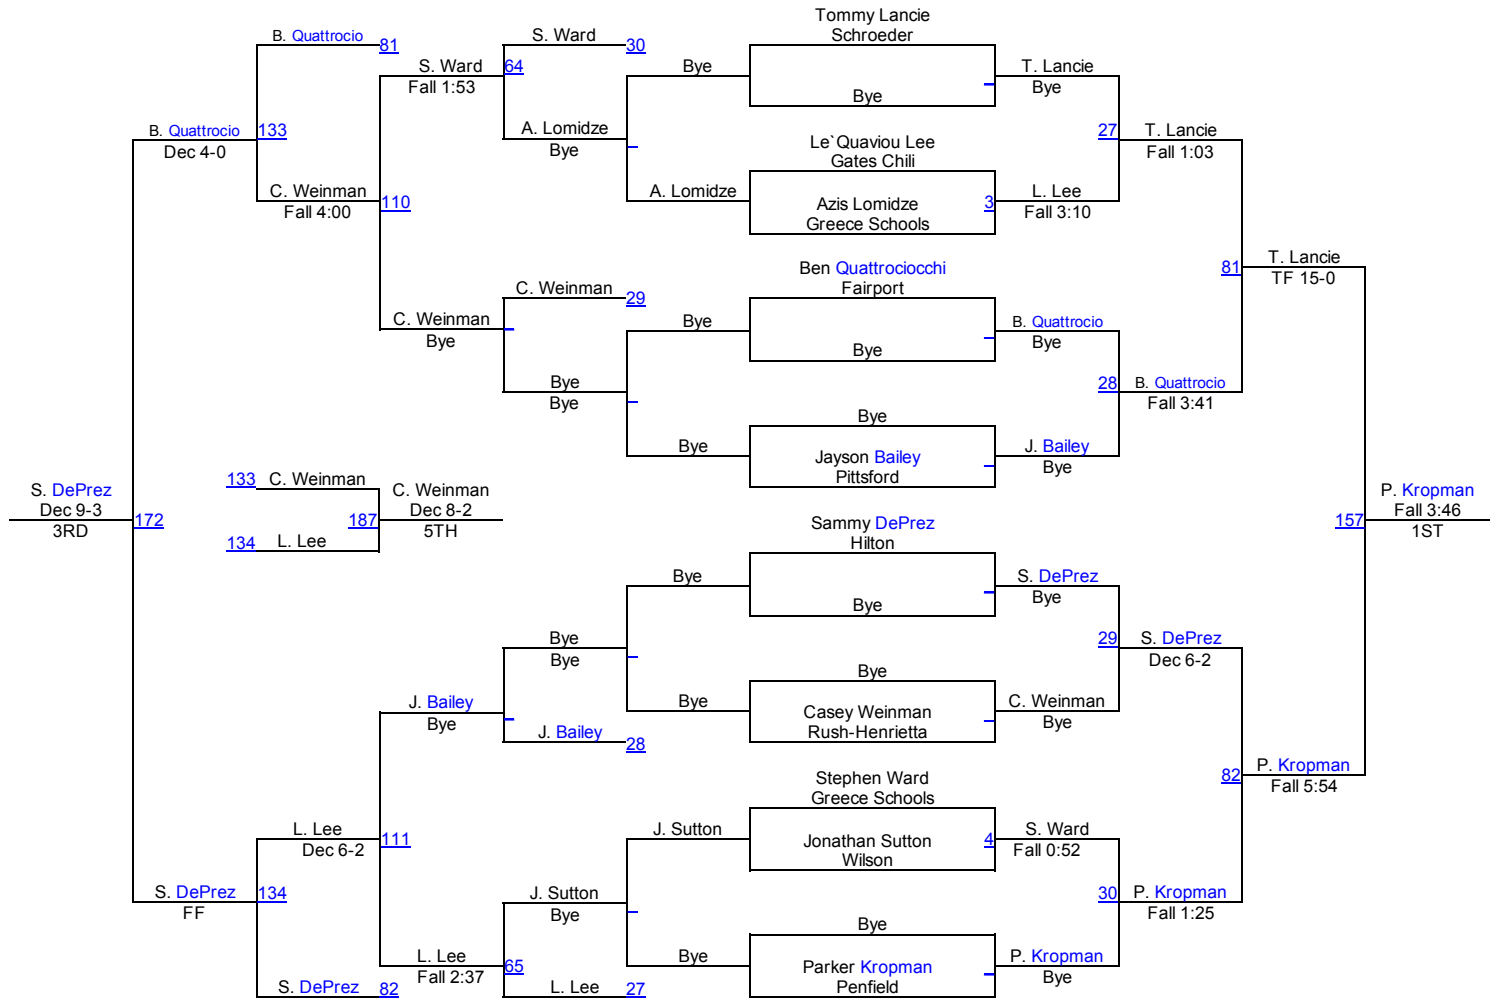 Tommy Lancie
Schroeder
B. Quattrocio
81
S. Ward
30
S. Ward
64
Bye
T. Lancie
Fall 1:53
Bye
Bye
B. Quattrocio
133
A. Lomidze
27
T. Lancie
Dec 4-0
Bye
Le`Quaviou Lee
Fall 1:03
Gates Chili
C. Weinman
A. Lomidze
L. Lee
Fall 4:00
110
Azis Lomidze
3
Fall 3:10
Greece Schools
T. Lancie
Ben Quattrociocchi
81
TF 15-0
C. Weinman
29
Fairport
C. Weinman
Bye
B. Quattrocio
Bye
Bye
Bye
Bye
28
B. Quattrocio
Bye
Fall 3:41
Bye
Bye
Jayson Bailey
J. Bailey
Pittsford
Bye
133
C. Weinman
S. DePrez
C. Weinman
P. Kropman
Dec 9-3
172
187
Dec 8-2
157
Fall 3:46
3RD
5TH
1ST
134
L. Lee
Sammy DePrez
Hilton
Bye
S. DePrez
Bye
Bye
Bye
29
S. DePrez
Bye
Dec 6-2
Bye
J. Bailey
Bye
C. Weinman
Bye
Casey Weinman
Bye
J. Bailey
28
Rush-Henrietta
P. Kropman
Stephen Ward
82
Fall 5:54
Greece Schools
L. Lee
J. Sutton
S. Ward
Dec 6-2
111
Jonathan Sutton
4
Fall 0:52
Wilson
S. DePrez
134
J. Sutton
30
P. Kropman
FF
Bye
Fall 1:25
Bye
L. Lee
Bye
P. Kropman
Fall 2:37
65
Parker Kropman
Bye
S. DePrez
82
L. Lee
27
Penfield